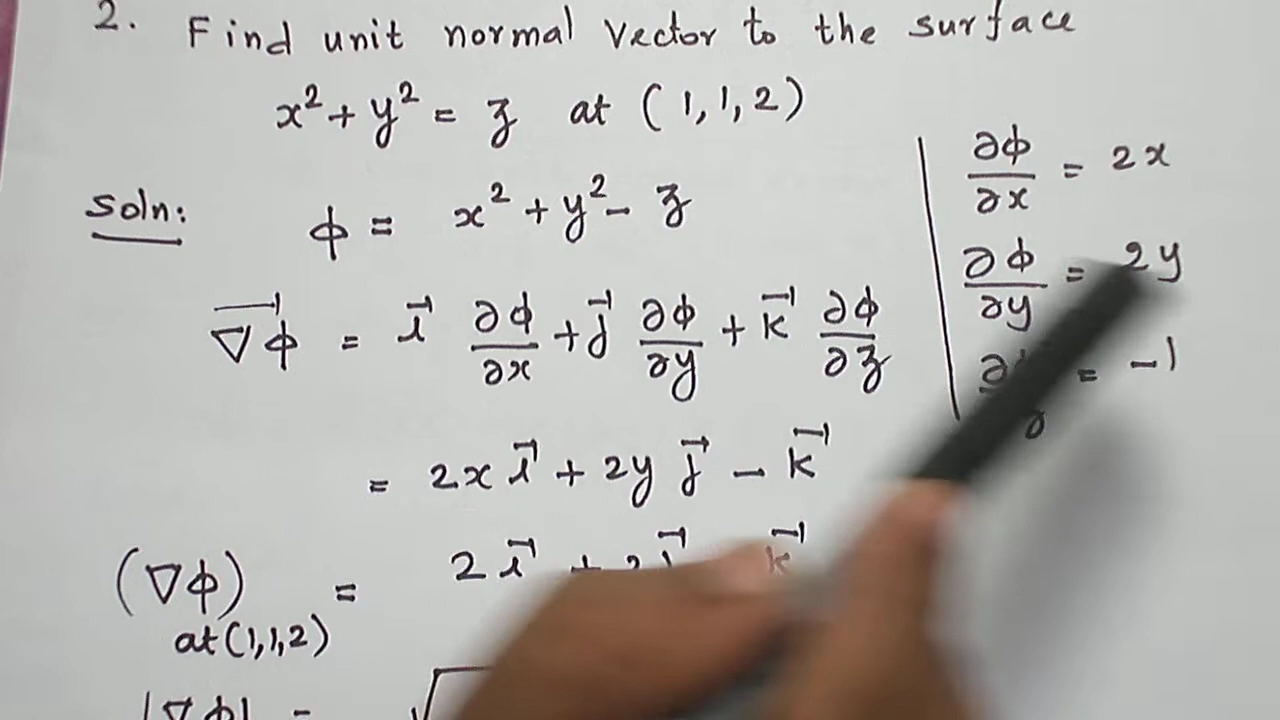 2. Find unit normal vector to the surface
x² + y² = z at (1,1,2)
Soln: ϕ = x² + y² - z
∇ϕ = i⃗ ∂ϕ/∂x + j⃗ ∂ϕ/∂y + k⃗ ∂ϕ/∂z
= 2x i⃗ + 2y j⃗ - k⃗
(∇ϕ) at (1,1,2) = 2 i⃗ + 2 j⃗ k⃗
|∇ϕ| = √
∂ϕ/∂x = 2x
∂ϕ/∂y = 2y
= -1